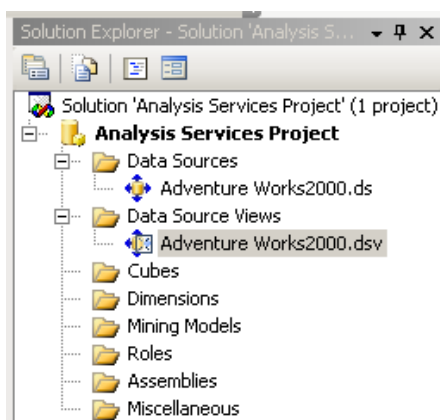 Solution Explorer - Solution 'Analysis S...
Solution 'Analysis Services Project' (1 project)
Analysis Services Project
Data Sources
Adventure Works2000.ds
Data Source Views
Adventure Works2000.dsv
Cubes
Dimensions
Mining Models
Roles
Assemblies
Miscellaneous